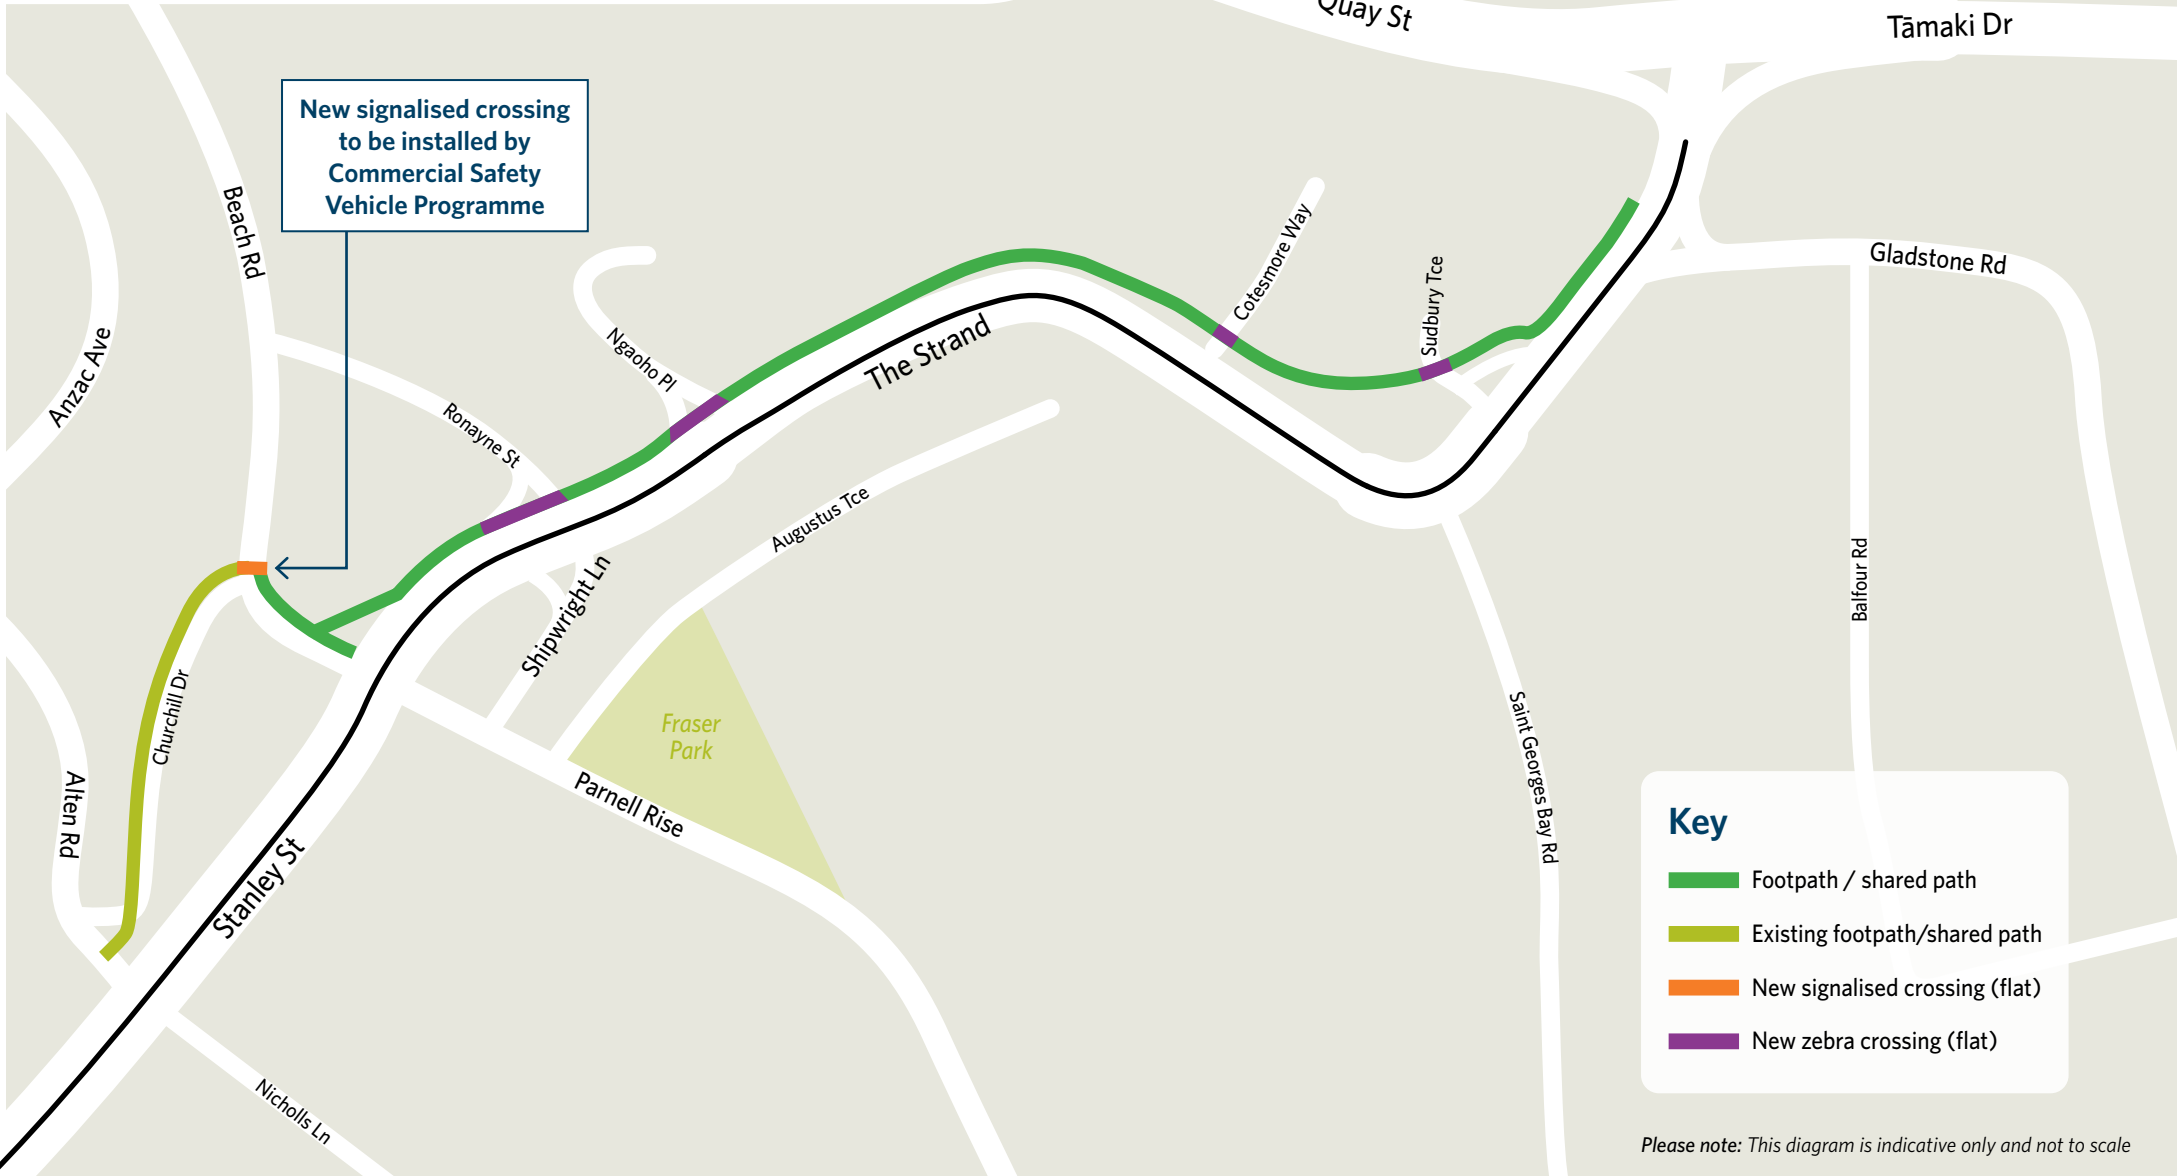 Quay St
Tāmaki Dr
New signalised crossing
to be installed by
Commercial Safety
Vehicle Programme
Beach Rd
Anzac Ave
Ngaoho Pl
Ronayne St
The Strand
Cotesmore Way
Sudbury Tce
Gladstone Rd
Augustus Tce
Shipwright Ln
Balfour Rd
Churchill Dr
Alten Rd
Stanley St
Fraser
Park
Parnell Rise
Saint Georges Bay Rd
Nicholls Ln
Key
Footpath / shared path
Existing footpath/shared path
New signalised crossing (flat)
New zebra crossing (flat)
Please note: This diagram is indicative only and not to scale